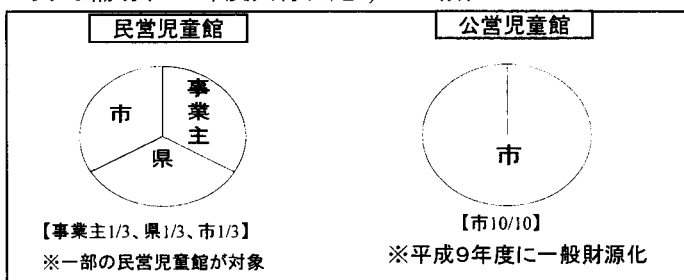 民営児童館
公営児童館
事業主
市
県
市
【事業主1/3、県1/3、市1/3】
※一部の民営児童館が対象
【市10/10】
※平成9年度に一般財源化